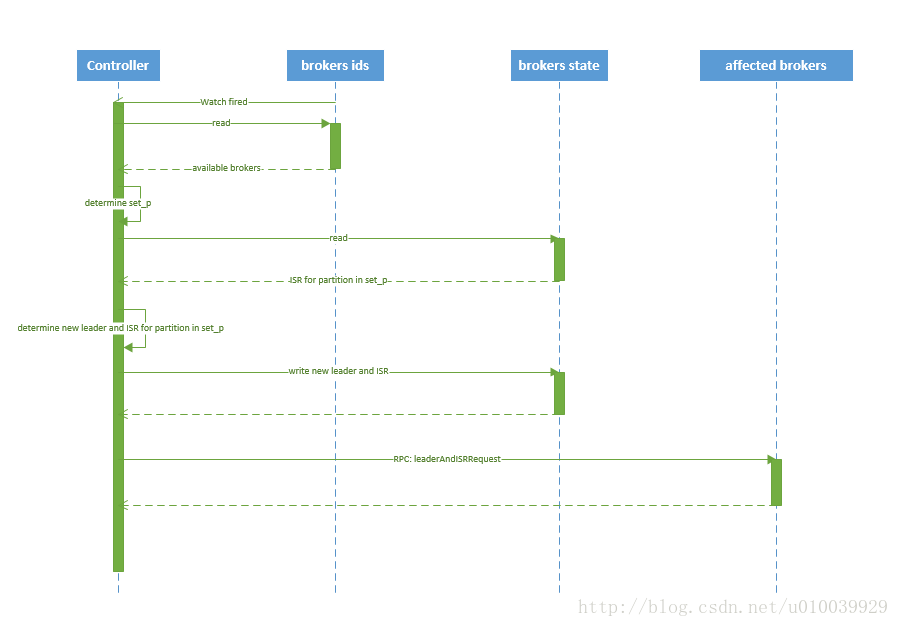 Controller
brokers ids
brokers state
affected brokers
Watch fired
read
available brokers
determine set_p
read
ISR for partition in set_p
determine new leader and ISR for partition in set_p
write new leader and ISR
RPC: leaderAndISRRequest
http://blog.csdn.net/u010039929